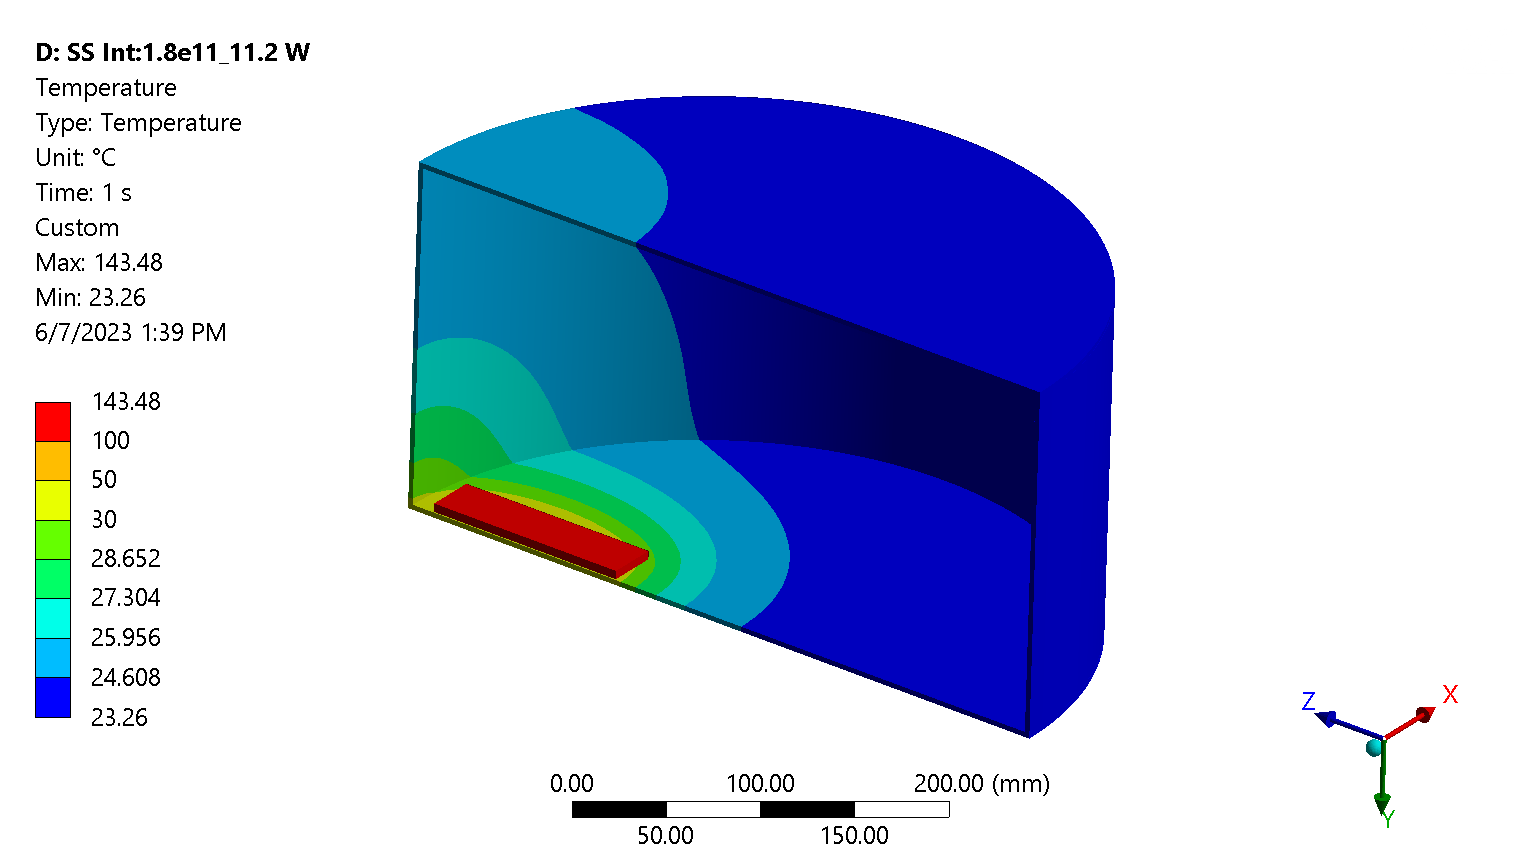 D: SS Int:1.8e11_11.2 W
Temperature
Type: Temperature
Unit: °C
Time: 1 s
Custom
Max: 143.48
Min: 23.26
6/7/2023 1:39 PM
143.48
100
50
30
28.652
27.304
25.956
24.608
23.26
0.00 100.00 200.00 (mm)
50.00 150.00
Z
X
Y